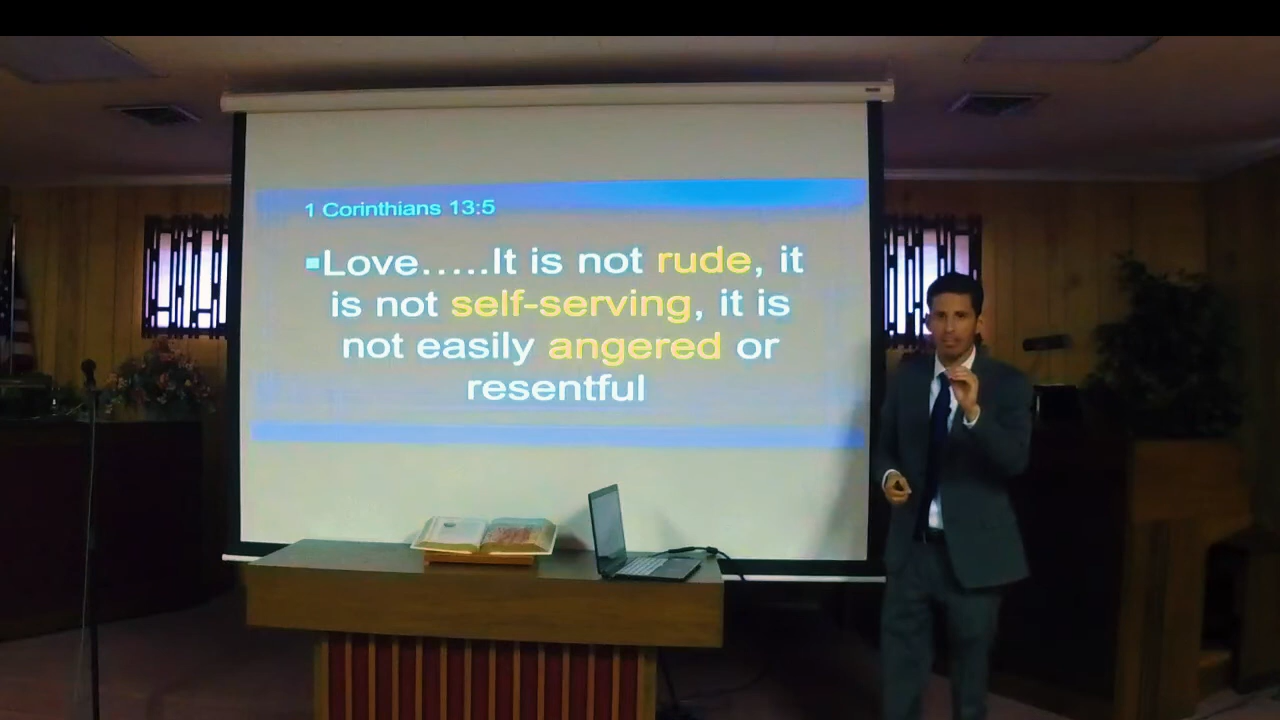 1 Corinthians 13:5
▪Love…..It is not rude, it
is not self-serving, it is
not easily angered or
resentful